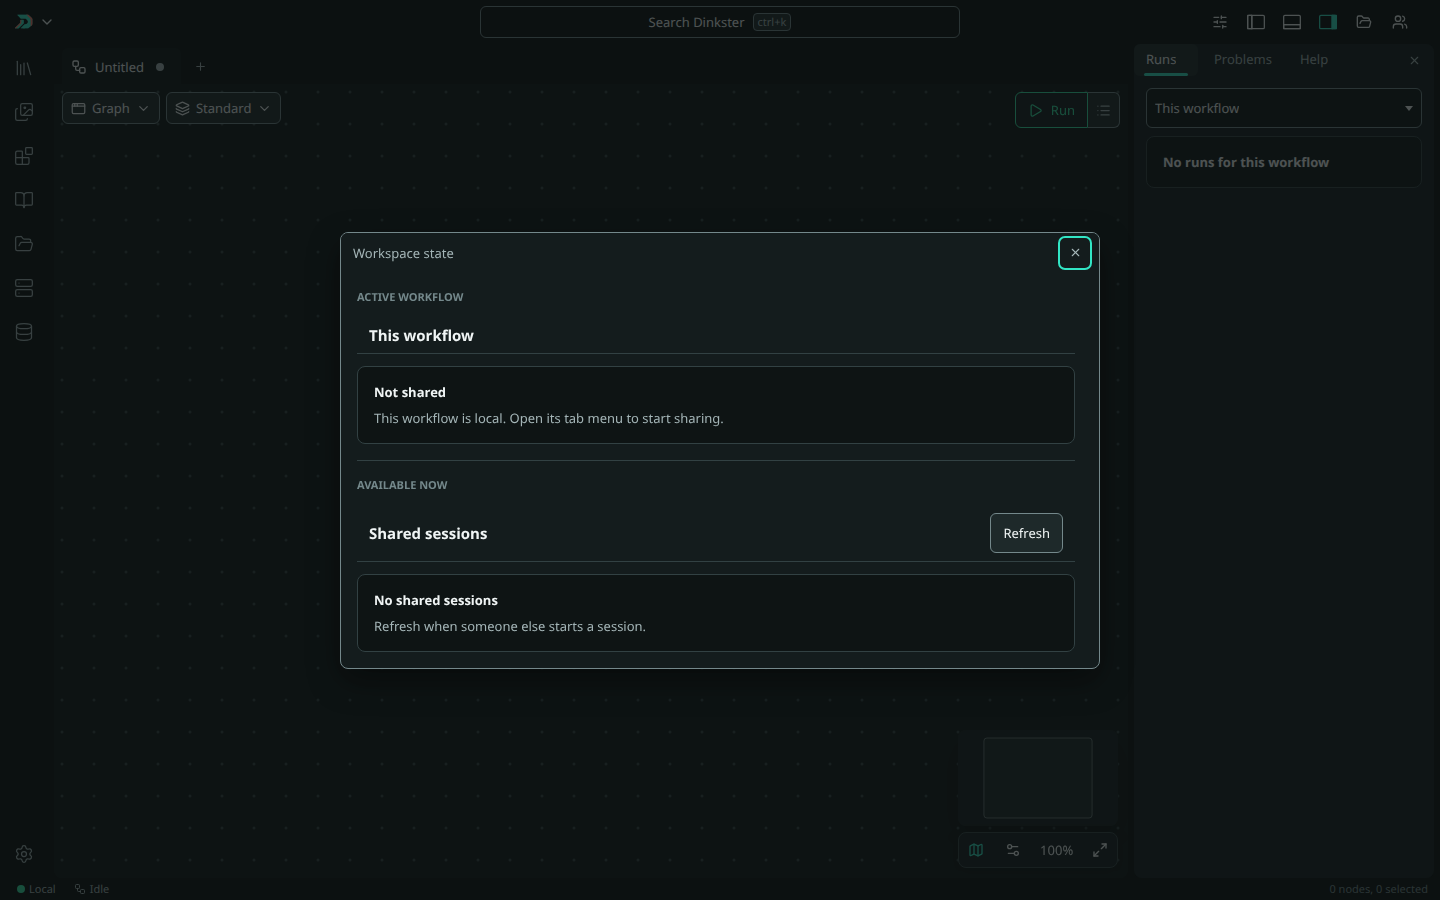 Search Dinkster ctrl+k
Untitled
Runs Problems Help
Graph Standard
Run
This workflow
No runs for this workflow
Workspace state
ACTIVE WORKFLOW
This workflow
Not shared
This workflow is local. Open its tab menu to start sharing.
AVAILABLE NOW
Shared sessions
Refresh
No shared sessions
Refresh when someone else starts a session.
100%
Local Idle
0 nodes, 0 selected